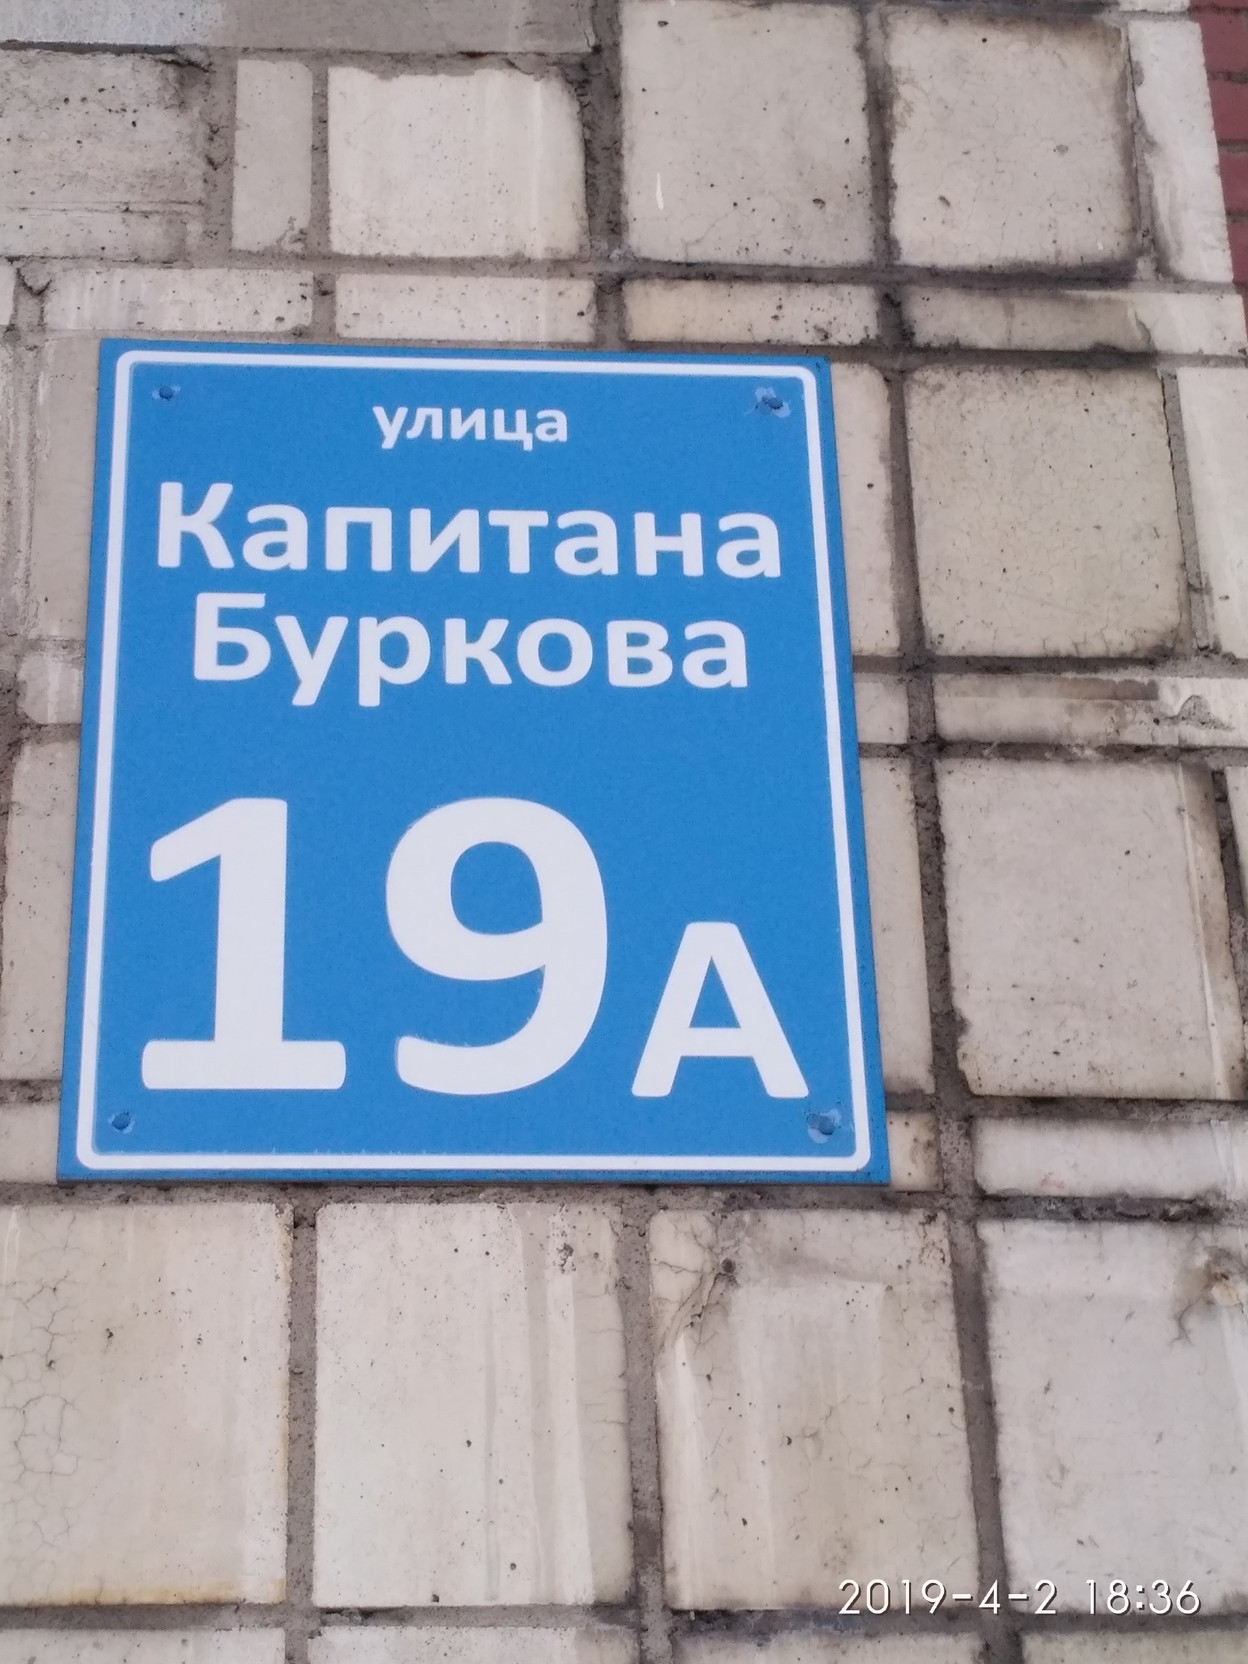 улица
Капитана
Буркова
19А
2019-4-2 18:36